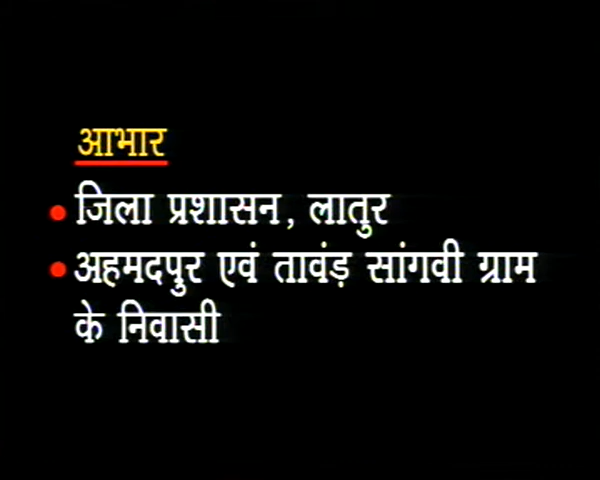 आभार
• जिला प्रशासन, लातुर
• अहमदपुर एवं तावंड़ सांगवी ग्राम
के निवासी